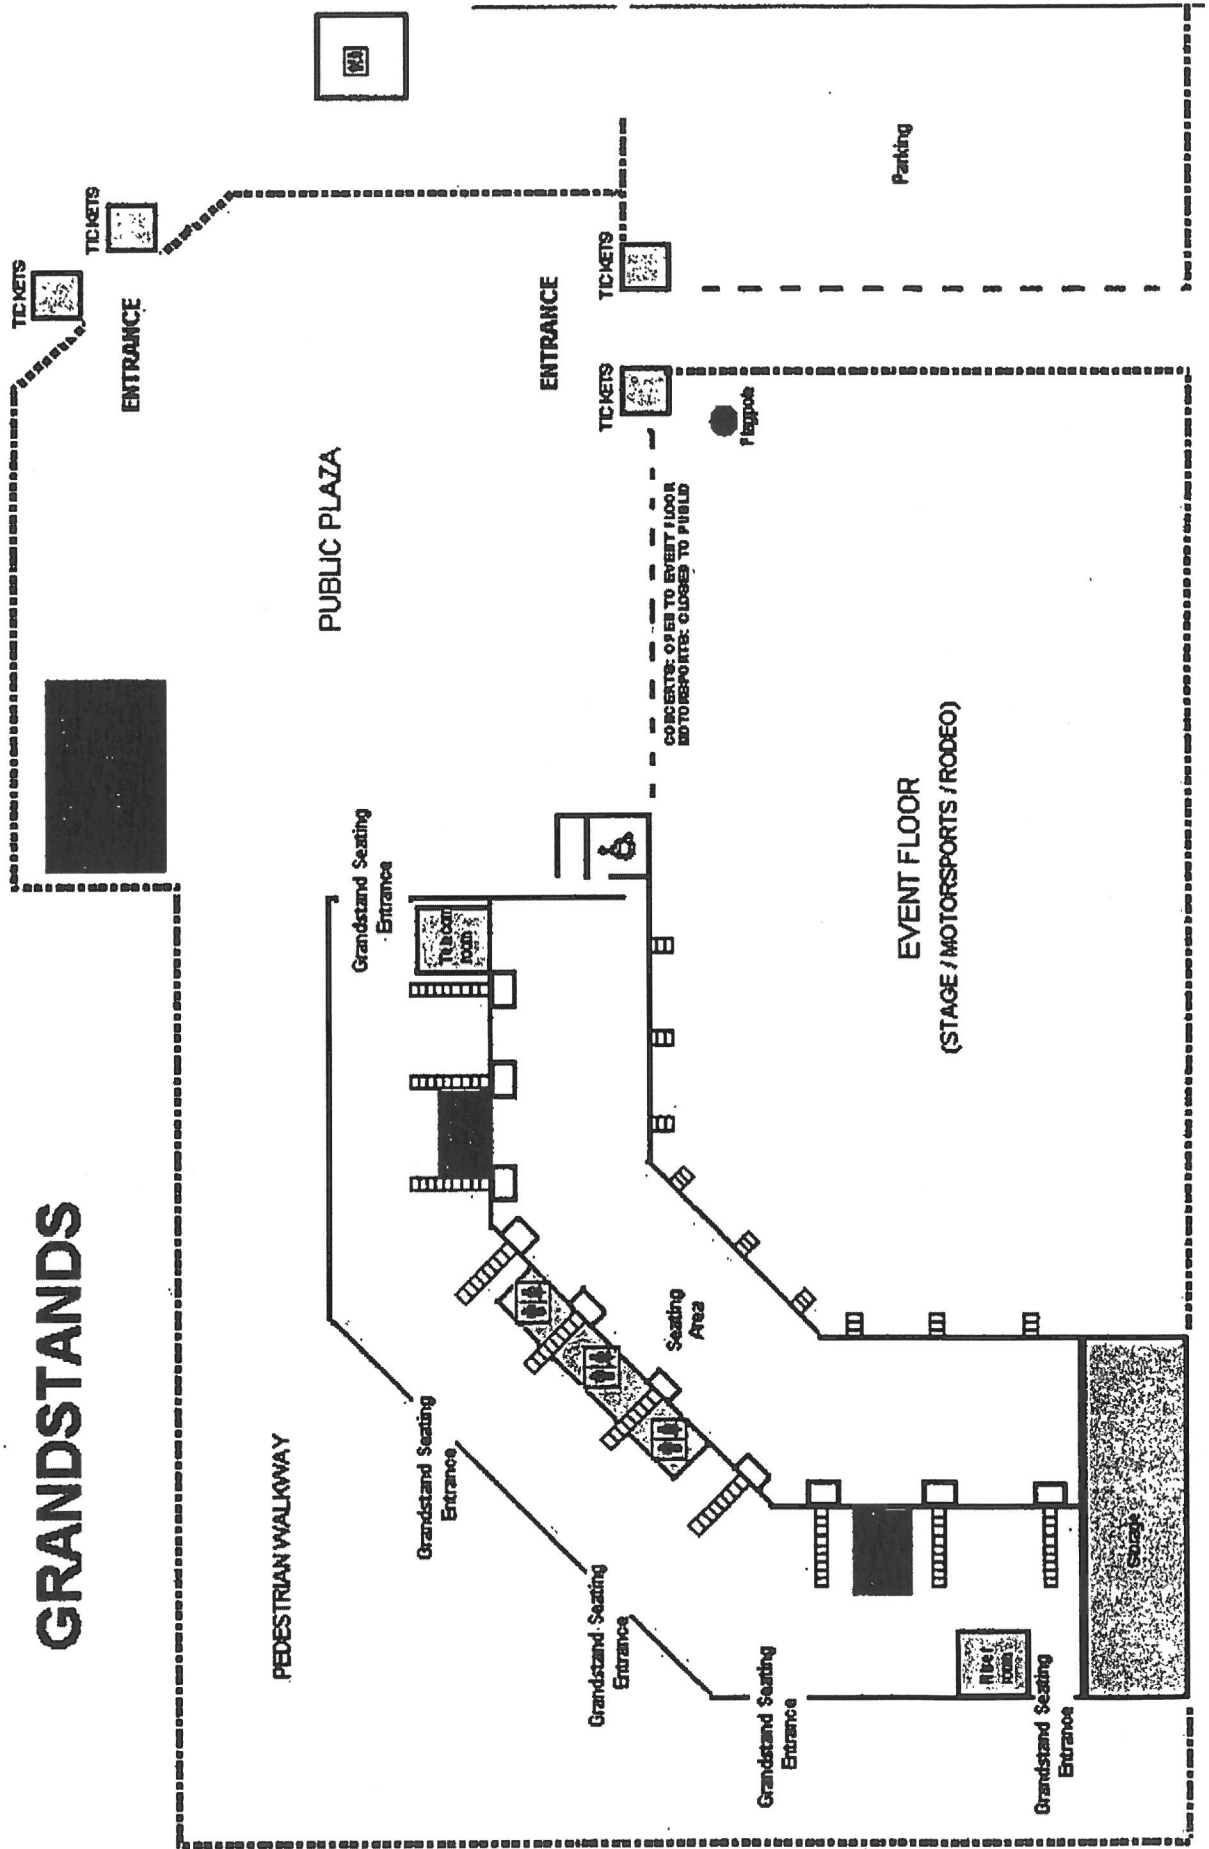 GRANDSTANDS
PEDESTRIAN WALKWAY
PUBLIC PLAZA
TICKETS
TICKETS
ENTRANCE
ENTRANCE
TICKETS
TICKETS
Parking
Flagpole
CONCERTS: OPEN TO EVENT FLOOR
MOTORSPORTS: CLOSED TO PUBLIC
EVENT FLOOR
(STAGE / MOTORSPORTS / RODEO)
Grandstand Seating
Entrance
room
Seating
Area
Grandstand Seating
Entrance
Grandstand Seating
Entrance
Grandstand Seating
Entrance
room
Grandstand Seating
Entrance